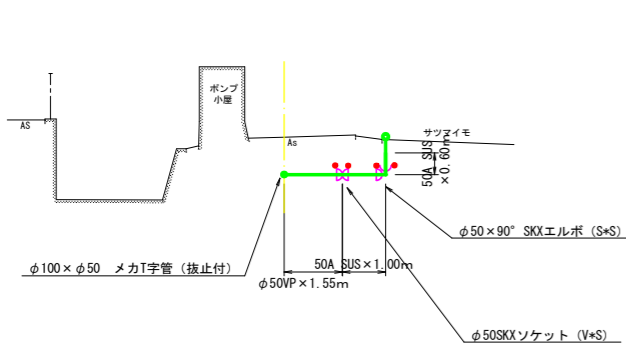 ポンプ
小屋
AS
As
サツマイモ
50A SUS
×0.60m
φ50×90° SKXエルボ (S*S)
50A SUS×1.00m
φ100×φ50 メカT字管 (抜止付)
φ50VP×1.55m
φ50SKXソケット (V*S)